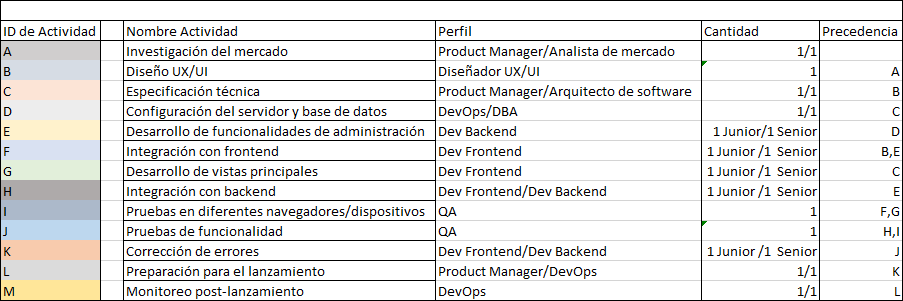 ID de Actividad Nombre Actividad Perfil Cantidad Precedencia
A Investigación del mercado Product Manager/Analista de mercado 1/1
B Diseño UX/UI Diseñador UX/UI 1 A
C Especificación técnica Product Manager/Arquitecto de software 1/1 B
D Configuración del servidor y base de datos DevOps/DBA 1/1 C
E Desarrollo de funcionalidades de administración Dev Backend 1 Junior/1 Senior D
F Integración con frontend Dev Frontend 1 Junior /1 Senior B,E
G Desarrollo de vistas principales Dev Frontend 1 Junior /1 Senior C
H Integración con backend Dev Frontend/Dev Backend 1 Junior /1 Senior E
I Pruebas en diferentes navegadores/dispositivos QA 1 F,G
J Pruebas de funcionalidad QA 1 H,I
K Corrección de errores Dev Frontend/Dev Backend 1 Junior /1 Senior J
L Preparación para el lanzamiento Product Manager/DevOps 1/1 K
M Monitoreo post-lanzamiento DevOps 1/1 L